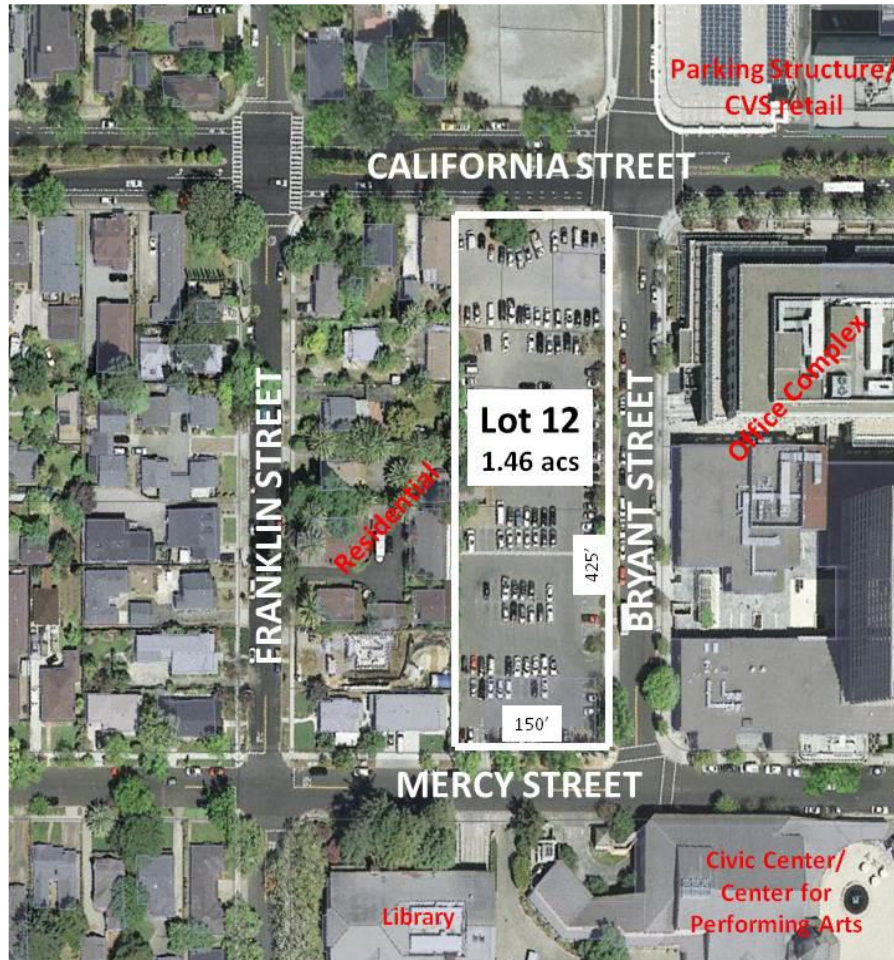 Parking Structure/
CVS retail
CALIFORNIA STREET
FRANKLIN STREET
Residential
Lot 12
1.46 acs
425'
150'
BRYANT STREET
Office Complex
MERCY STREET
Library
Civic Center/
Center for
Performing Arts